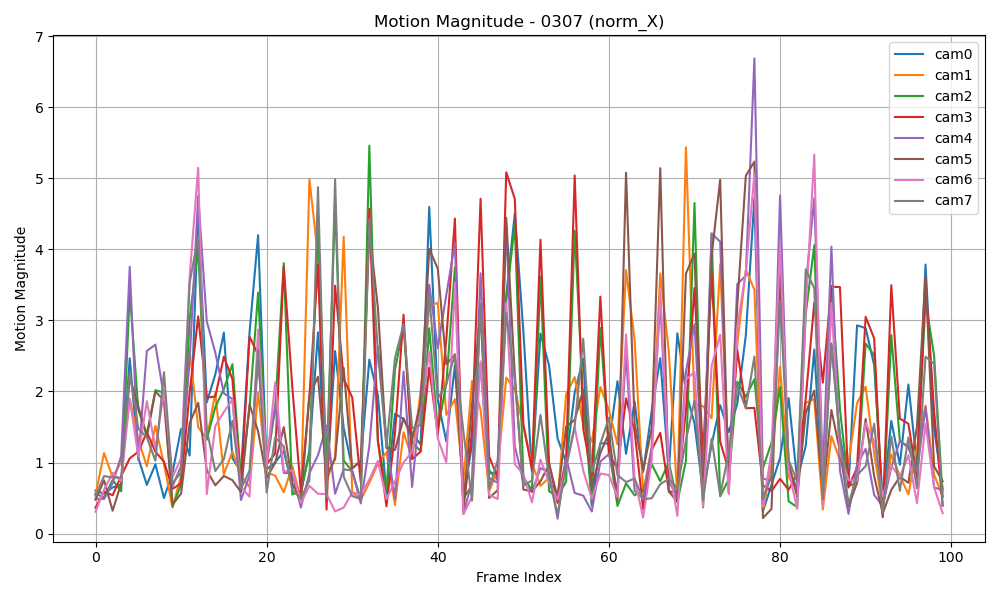 Motion Magnitude - 0307 (norm_X)
Motion Magnitude
7
6
5
4
3
2
1
0
cam0
cam1
cam2
cam3
cam4
cam5
cam6
cam7
0 20 40 60 80 100
Frame Index